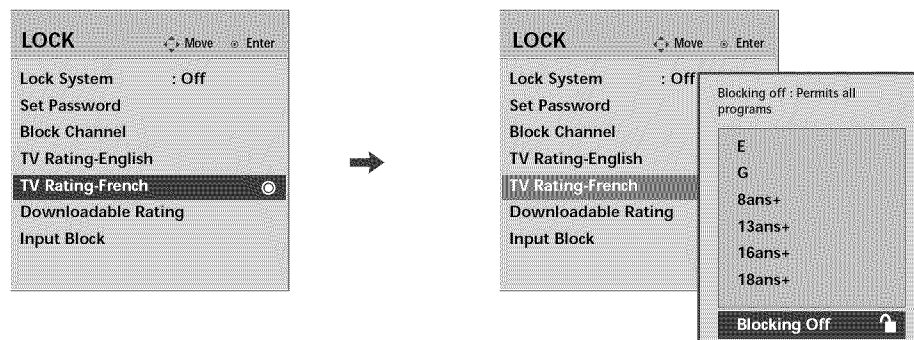 LOCK Move Enter
Lock System : Off
Set Password
Block Channel
TV Rating-English
TV Rating-French
Downloadable Rating
Input Block
LOCK Move Enter
Lock System : Off
Set Password
Block Channel
TV Rating-English
TV Rating-French
Downloadable Rating
Input Block
Blocking off : Permits all
programs
E
G
8ans+
13ans+
16ans+
18ans+
Blocking Off